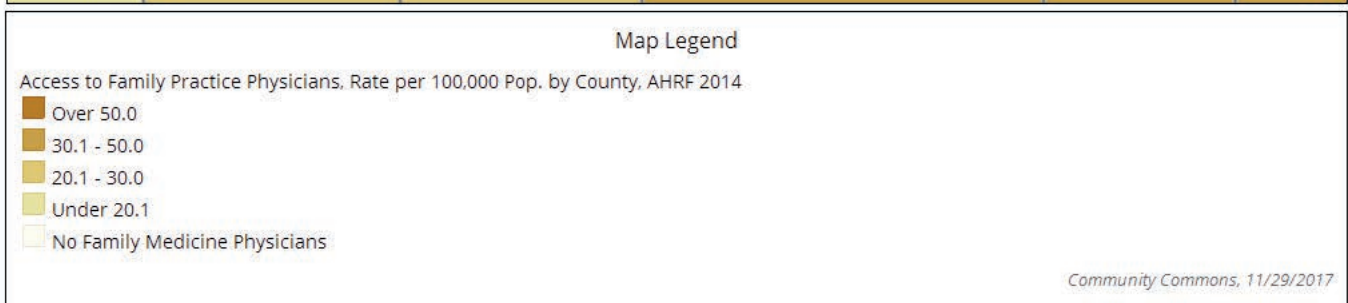 Map Legend
Access to Family Practice Physicians, Rate per 100,000 Pop. by County, AHRF 2014
Over 50.0
30.1 - 50.0
20.1 - 30.0
Under 20.1
No Family Medicine Physicians
Community Commons, 11/29/2017